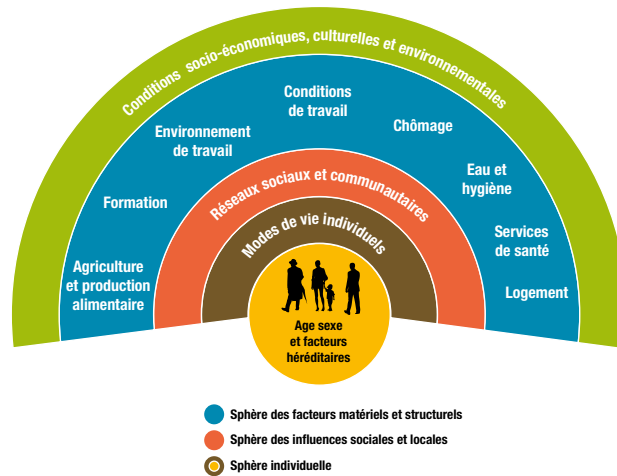 Conditions socio-économiques, culturelles et environnementales
Conditions
de travail
Environnement
de travail
Chômage
Formation
Eau et
hygiène
Agriculture
et production
alimentaire
Services
de santé
Logement
Réseaux sociaux et communautaires
Modes de vie individuels
Age sexe
et facteurs
héréditaires
Sphère des facteurs matériels et structurels
Sphère des influences sociales et locales
Sphère individuelle